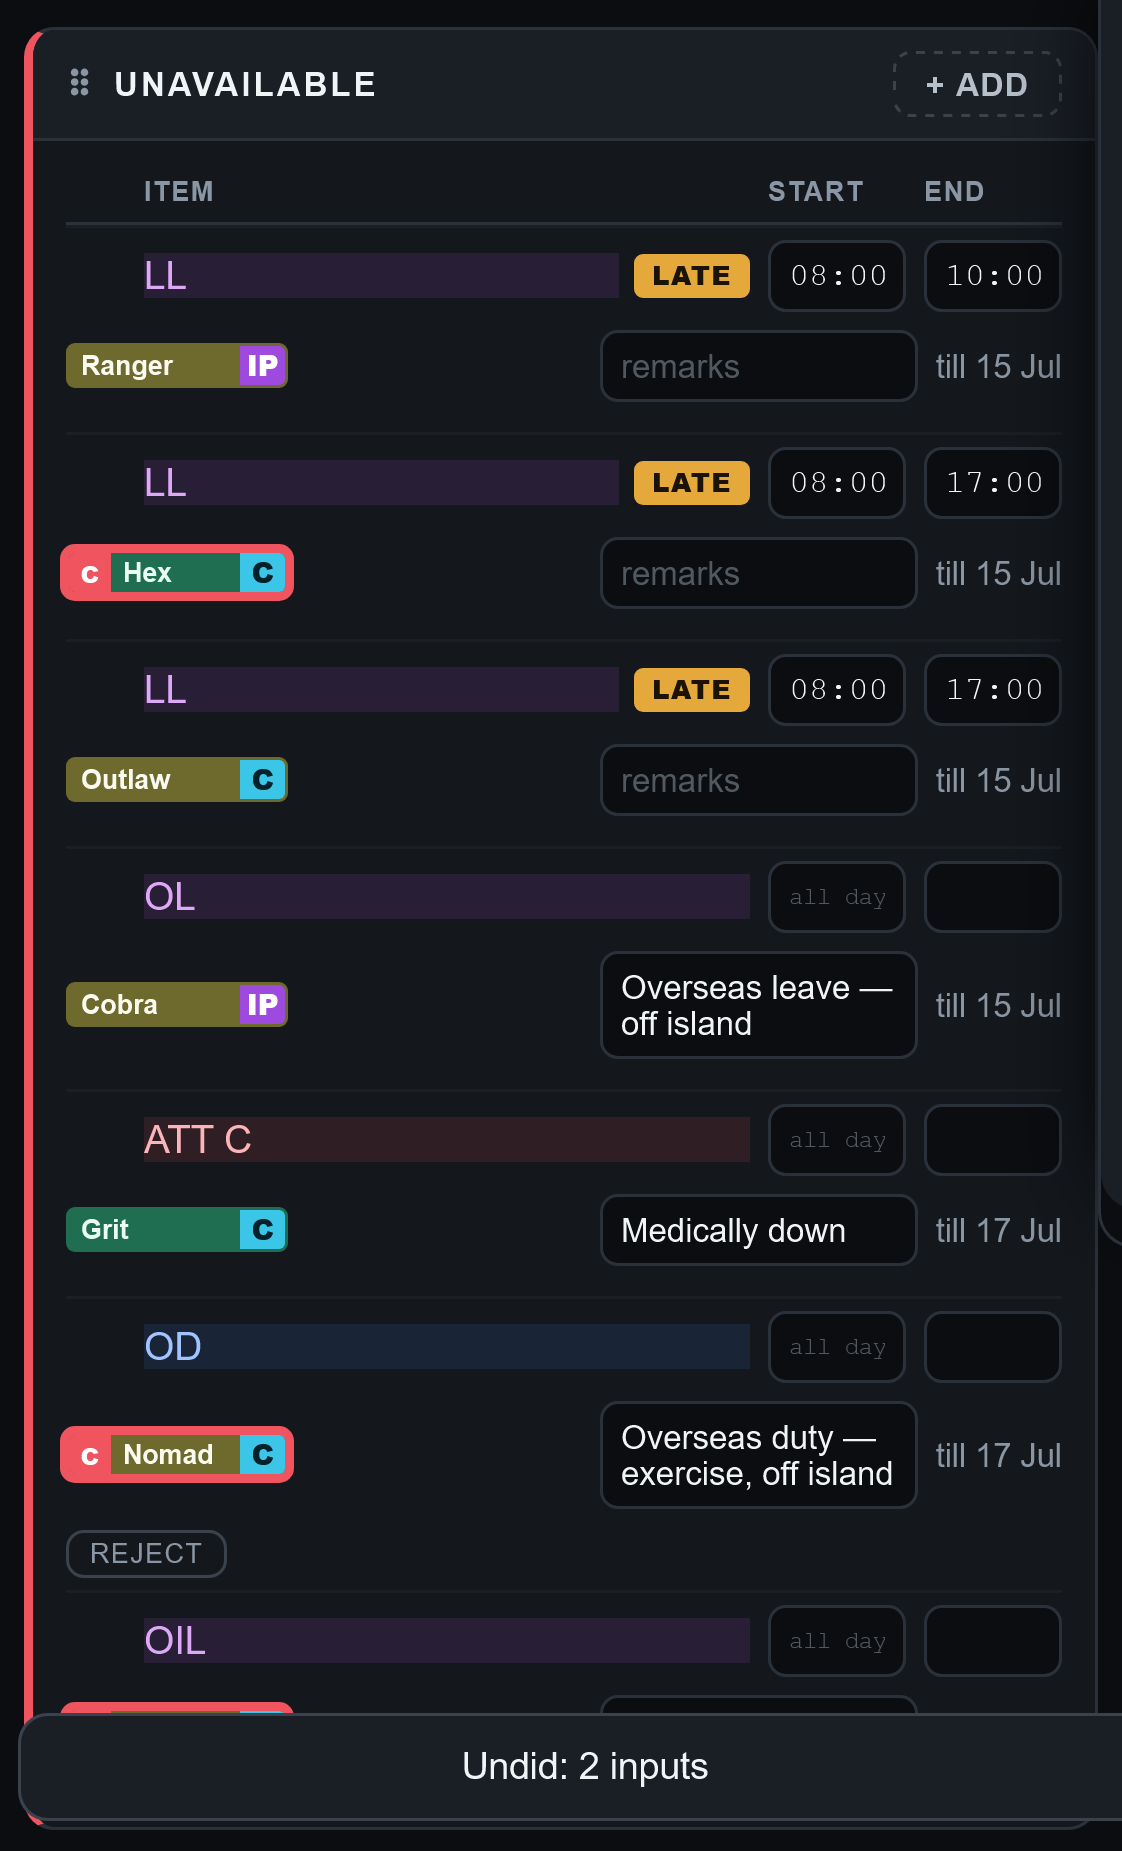 UNAVAILABLE
+ ADD
ITEM START END
LL LATE 08:00 10:00
Ranger IP remarks till 15 Jul
LL LATE 08:00 17:00
c Hex C remarks till 15 Jul
LL LATE 08:00 17:00
Outlaw C remarks till 15 Jul
OL all day
Cobra IP Overseas leave — till 15 Jul
off island
ATT C all day
Grit C Medically down till 17 Jul
OD all day
c Nomad C Overseas duty — till 17 Jul
exercise, off island
REJECT
OIL all day
Undid: 2 inputs